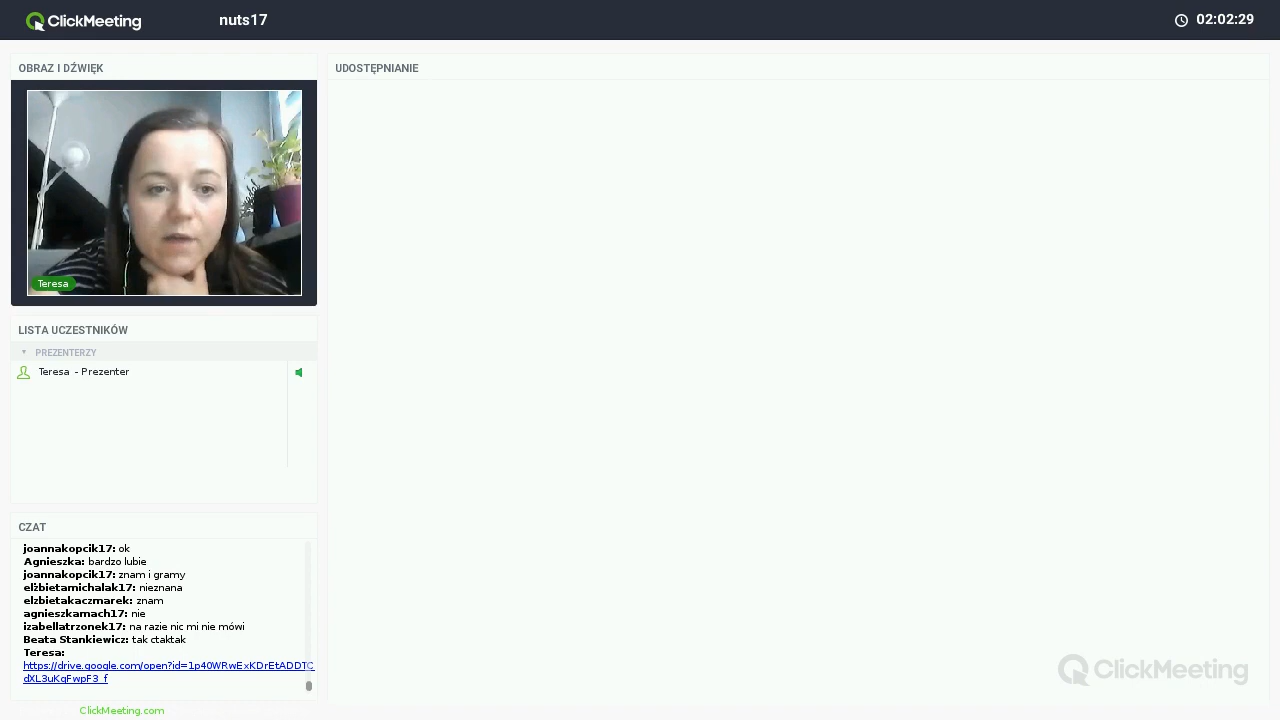 ClickMeeting
nuts17
02:02:29
OBRAZ I DŹWIĘK
Teresa
LISTA UCZESTNIKÓW
PREZENTERZY
Teresa - Prezenter
CZAT
joannakopcik17: ok
Agnieszka: bardzo lubie
joannakopcik17: znam i gramy
elżbietamichalak17: nieznana
elzbietakaczmarek: znam
agnieszkamach17: nie
izabellatrzonek17: na razie nic mi nie mówi
Beata Stankiewicz: tak ctaktak
Teresa:
https://drive.google.com/open?id=1p40WRwExKDrEtADDTC_
dXL3uKqFwpF3_f
ClickMeeting.com
UDOSTĘPNIANIE
ClickMeeting